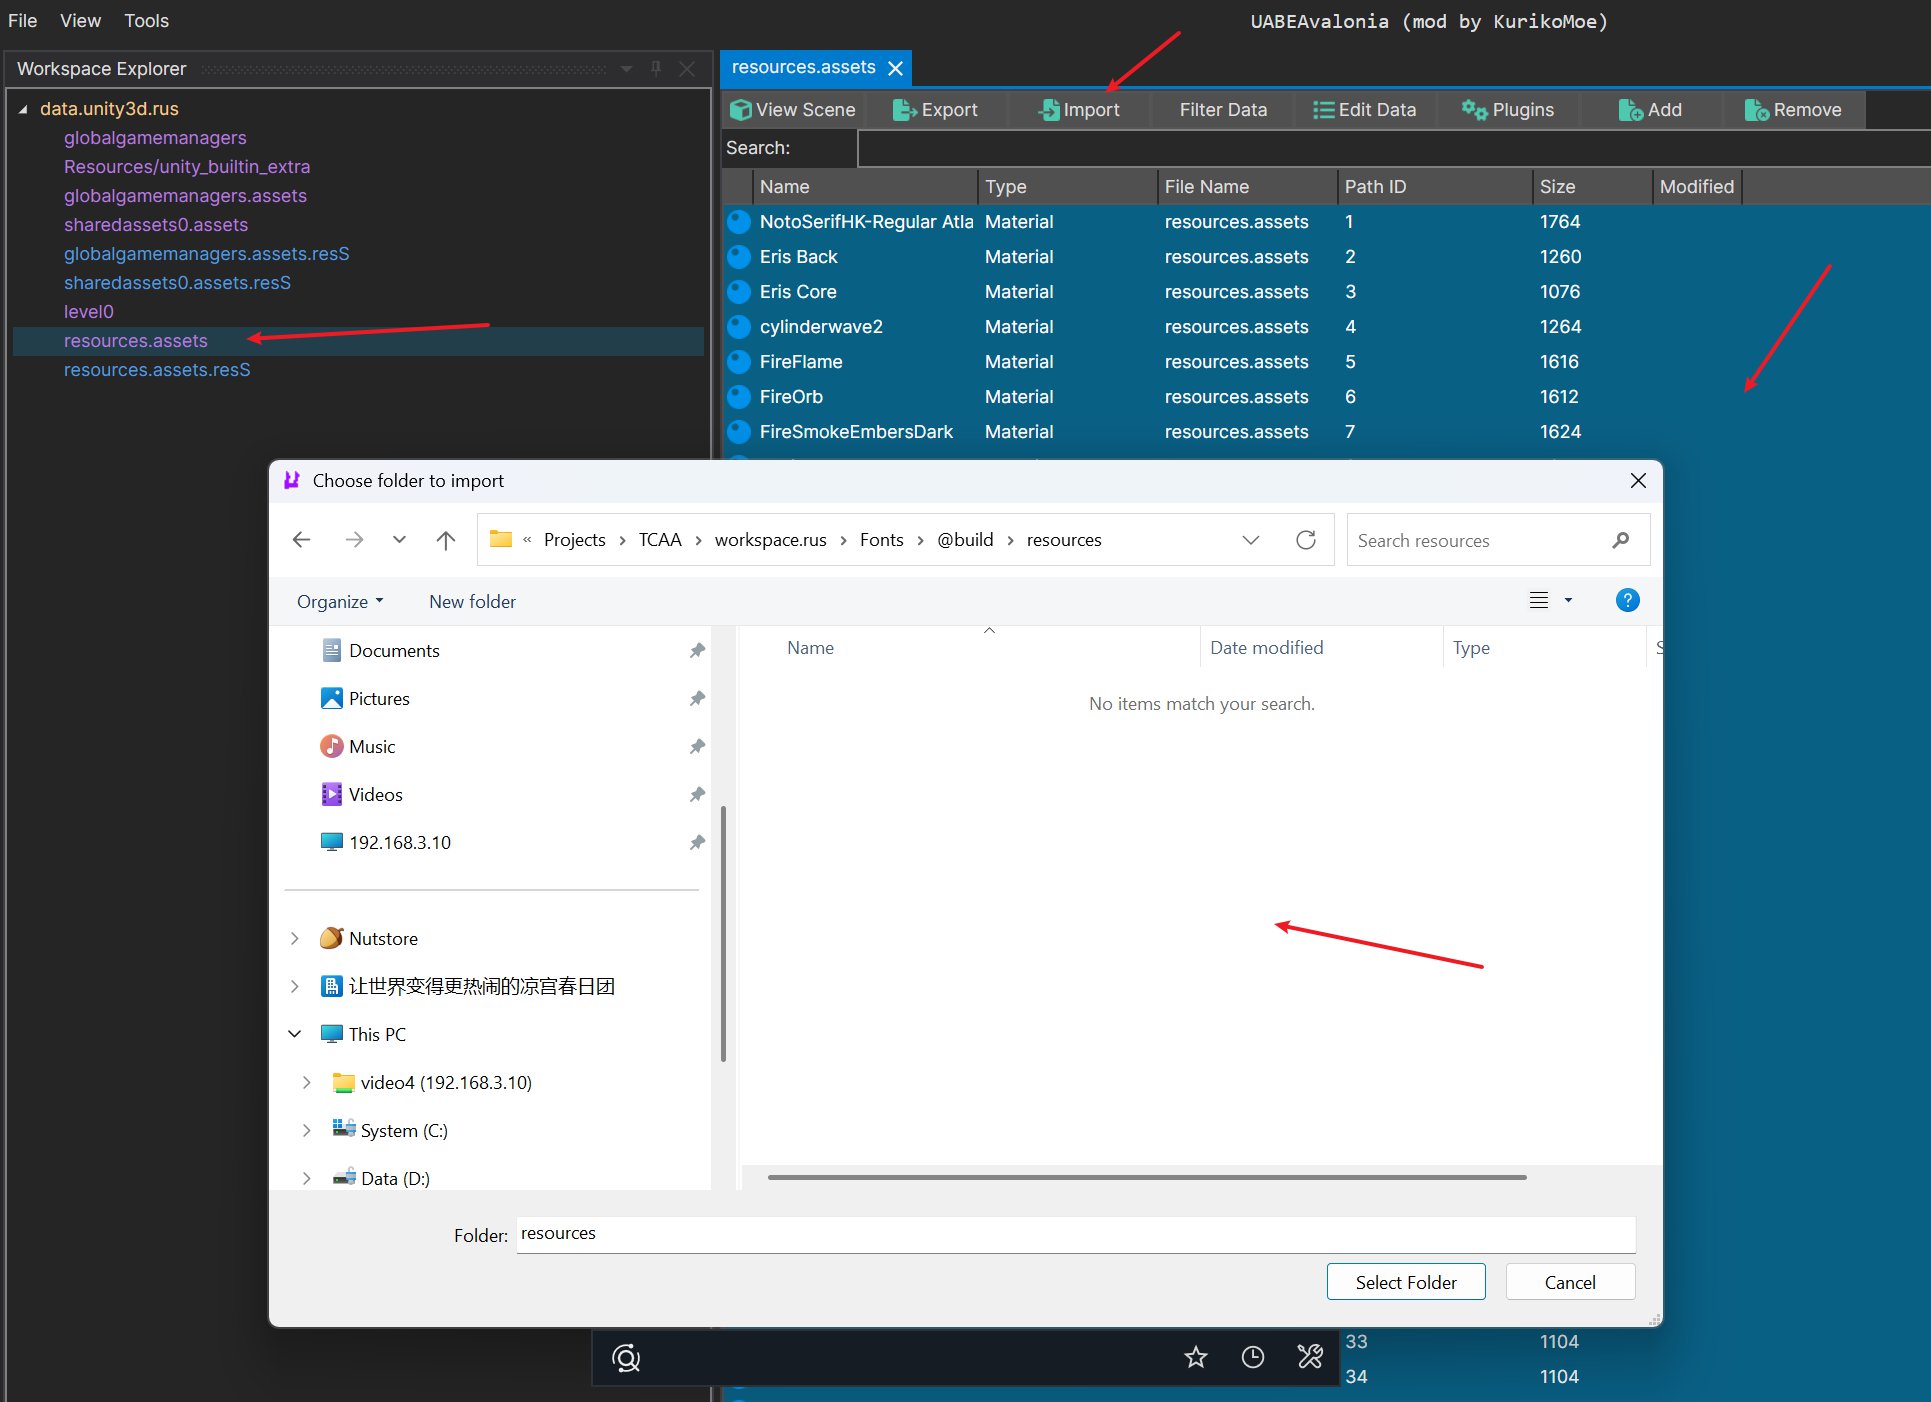 File View Tools
UABEAvalonia (mod by KurikoMoe)
Workspace Explorer
data.unity3d.rus
globalgamemanagers
Resources/unity_builtin_extra
globalgamemanagers.assets
sharedassets0.assets
globalgamemanagers.assets.resS
sharedassets0.assets.resS
level0
resources.assets
resources.assets.resS
resources.assets
View Scene Export Import Filter Data Edit Data Plugins Add Remove
Search:
Name Type File Name Path ID Size Modified
NotoSerifHK-Regular Atla Material resources.assets 1 1764
Eris Back Material resources.assets 2 1260
Eris Core Material resources.assets 3 1076
cylinderwave2 Material resources.assets 4 1264
FireFlame Material resources.assets 5 1616
FireOrb Material resources.assets 6 1612
FireSmokeEmbersDark Material resources.assets 7 1624
Choose folder to import
« Projects › TCAA › workspace.rus › Fonts › @build › resources
Search resources
Organize New folder
?
Documents
Pictures
Music
Videos
192.168.3.10
Nutstore
让世界变得更热闹的凉宫春日团
This PC
video4 (192.168.3.10)
System (C:)
Data (D:)
Name Date modified Type
No items match your search.
Folder: resources
Select Folder Cancel
33 1104
34 1104